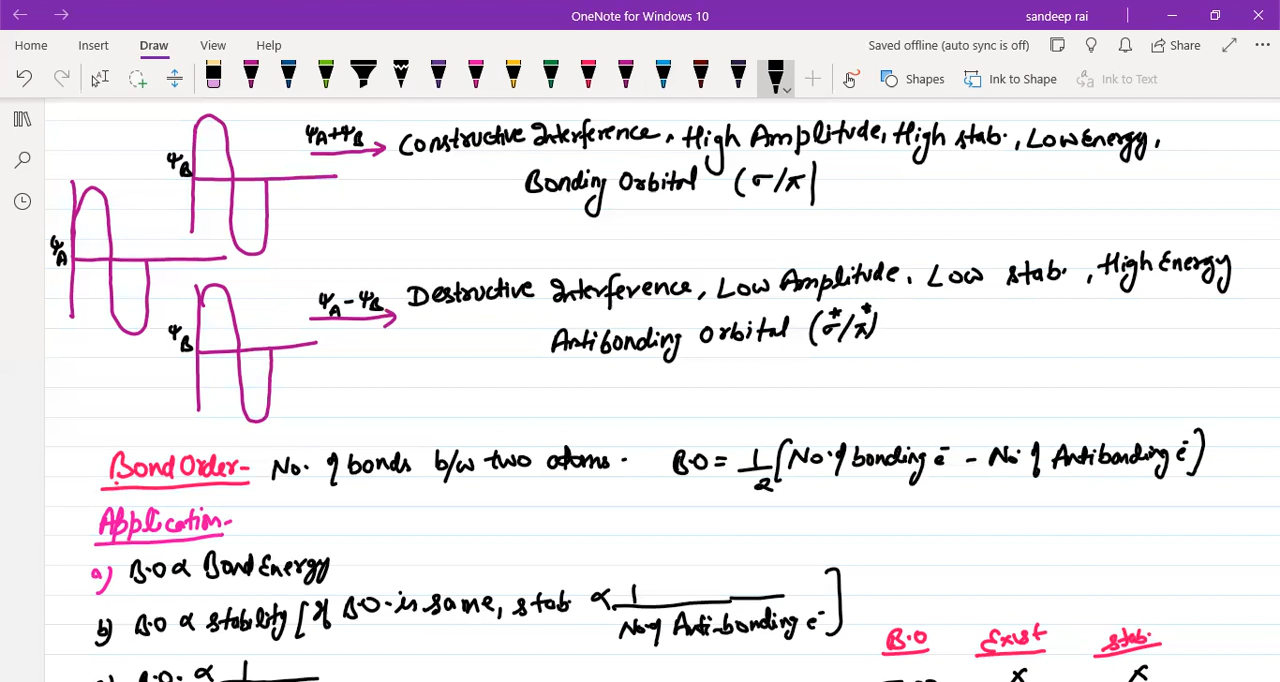 OneNote for Windows 10
sandeep rai
Home Insert Draw View Help
Saved offline (auto sync is off) Share
Shapes Ink to Shape Ink to Text
ΨB ΨA+ΨB Constructive Interference, High Amplitude, High stab., Low Energy,
Bonding Orbital (σ/π)
ΨA
ΨB ΨA-ΨB Destructive Interference, Low Amplitude, Low stab., High Energy
Antibonding Orbital (σ*/π*)
Bond Order- No. of bonds b/w two atoms. B.O = 1/2 [No. of bonding e⁻ - No. of Antibonding e⁻]
Application-
a) B.O ∝ Bond Energy
b) B.O ∝ stability [If B.O. is same, stab ∝ 1/No. of Anti-bonding e⁻]
B.O Exist stab.
B.O. ∝ 1
x x